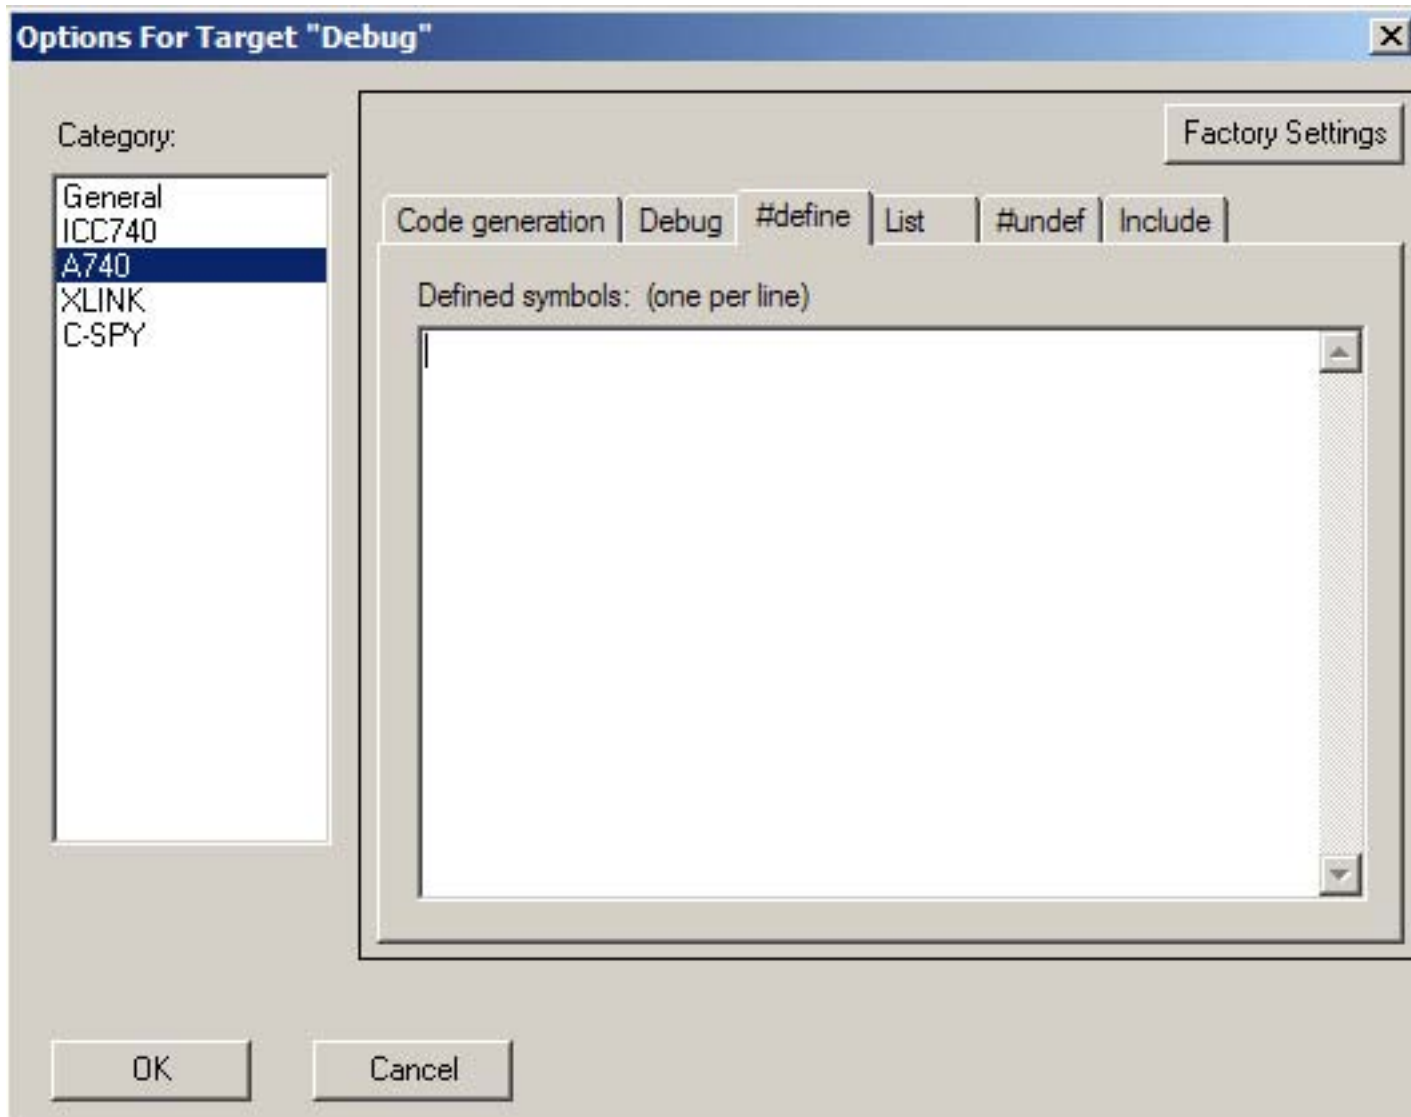 Options For Target "Debug"
Category:
Factory Settings
General
ICC740
A740
XLINK
C-SPY
Code generation Debug #define List #undef Include
Defined symbols: (one per line)
OK Cancel